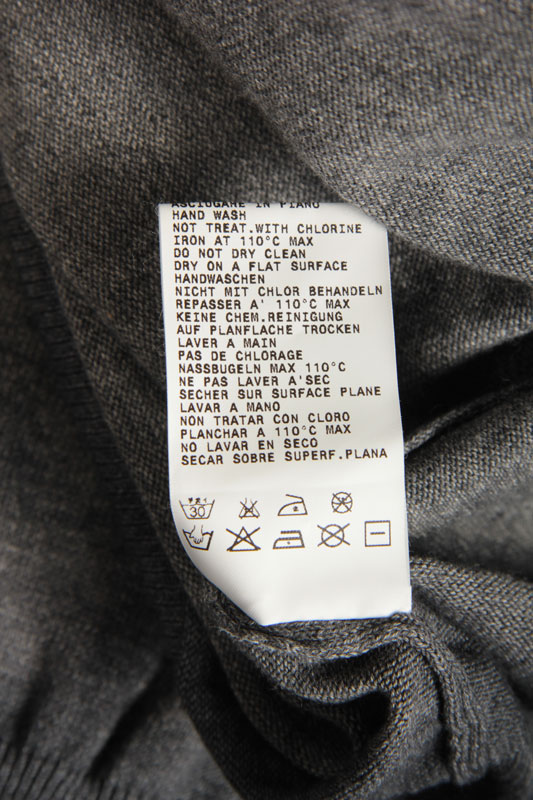 ASCIUGARE IN PIANO
HAND WASH
NOT TREAT.WITH CHLORINE
IRON AT 110°C MAX
DO NOT DRY CLEAN
DRY ON A FLAT SURFACE
HANDWASCHEN
NICHT MIT CHLOR BEHANDELN
REPASSER A' 110°C MAX
KEINE CHEM.REINIGUNG
AUF PLANFLACHE TROCKEN
LAVER A MAIN
PAS DE CHLORAGE
NASSBUGELN MAX 110°C
NE PAS LAVER A'SEC
SECHER SUR SURFACE PLANE
LAVAR A MANO
NON TRATAR CON CLORO
PLANCHAR A 110°C MAX
NO LAVAR EN SECO
SECAR SOBRE SUPERF.PLANA
30